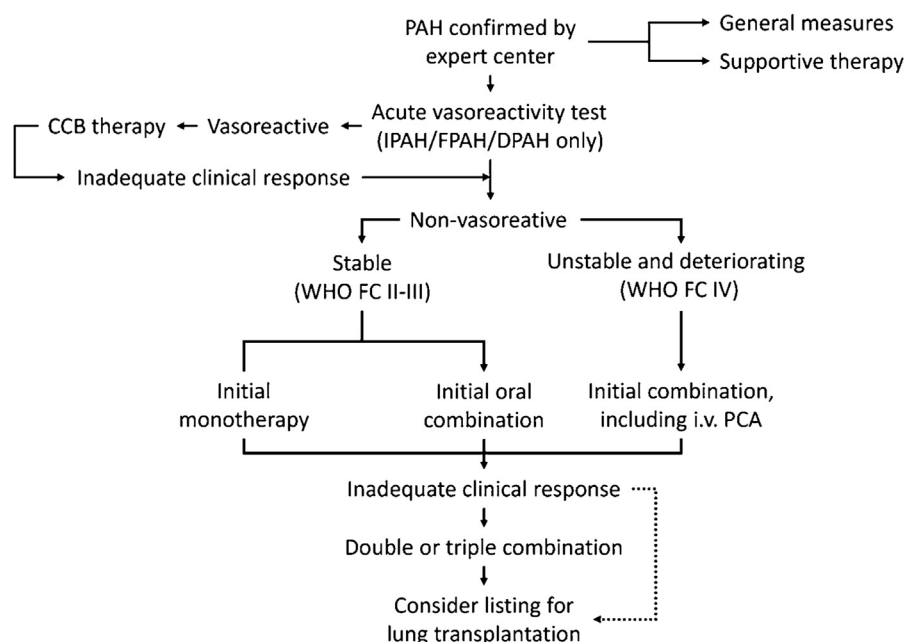 PAH confirmed by
expert center
General measures
Supportive therapy
Acute vasoreactivity test
(IPAH/FPAH/DPAH only)
Vasoreactive
CCB therapy
Inadequate clinical response
Non-vasoreative
Stable
(WHO FC II-III)
Unstable and deteriorating
(WHO FC IV)
Initial
monotherapy
Initial oral
combination
Initial combination,
including i.v. PCA
Inadequate clinical response
Double or triple combination
Consider listing for
lung transplantation